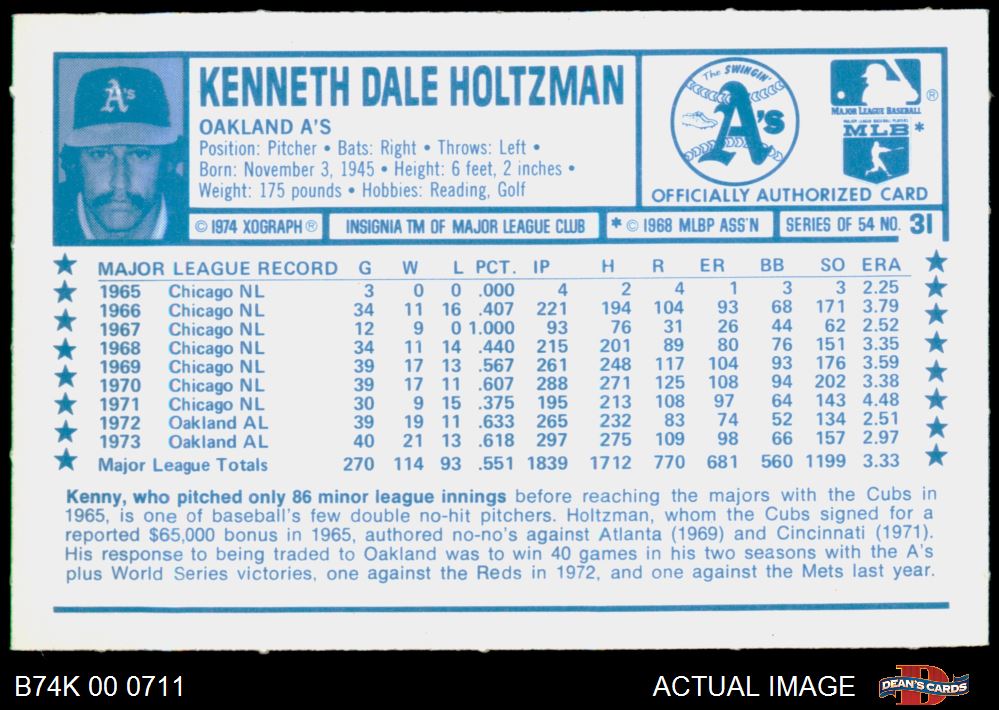 A's
KENNETH DALE HOLTZMAN
OAKLAND A'S
Position: Pitcher • Bats: Right • Throws: Left •
Born: November 3, 1945 • Height: 6 feet, 2 inches •
Weight: 175 pounds • Hobbies: Reading, Golf
The SWINGIN'
A's
MAJOR LEAGUE BASEBALL ®
MAJOR LEAGUE BASEBALL PLAYERS
MLB *
OFFICIALLY AUTHORIZED CARD
© 1974 XOGRAPH ® INSIGNIA TM OF MAJOR LEAGUE CLUB * © 1968 MLBP ASS'N SERIES OF 54 NO. 31
MAJOR LEAGUE RECORD G W L PCT. IP H R ER BB SO ERA
1965 Chicago NL 3 0 0 .000 4 2 4 1 3 3 2.25
1966 Chicago NL 34 11 16 .407 221 194 104 93 68 171 3.79
1967 Chicago NL 12 9 0 1.000 93 76 31 26 44 62 2.52
1968 Chicago NL 34 11 14 .440 215 201 89 80 76 151 3.35
1969 Chicago NL 39 17 13 .567 261 248 117 104 93 176 3.59
1970 Chicago NL 39 17 11 .607 288 271 125 108 94 202 3.38
1971 Chicago NL 30 9 15 .375 195 213 108 97 64 143 4.48
1972 Oakland AL 39 19 11 .633 265 232 83 74 52 134 2.51
1973 Oakland AL 40 21 13 .618 297 275 109 98 66 157 2.97
Major League Totals 270 114 93 .551 1839 1712 770 681 560 1199 3.33
Kenny, who pitched only 86 minor league innings before reaching the majors with the Cubs in
1965, is one of baseball's few double no-hit pitchers. Holtzman, whom the Cubs signed for a
reported $65,000 bonus in 1965, authored no-no's against Atlanta (1969) and Cincinnati (1971).
His response to being traded to Oakland was to win 40 games in his two seasons with the A's
plus World Series victories, one against the Reds in 1972, and one against the Mets last year.
B74K 00 0711
ACTUAL IMAGE
D
DEAN'S CARDS